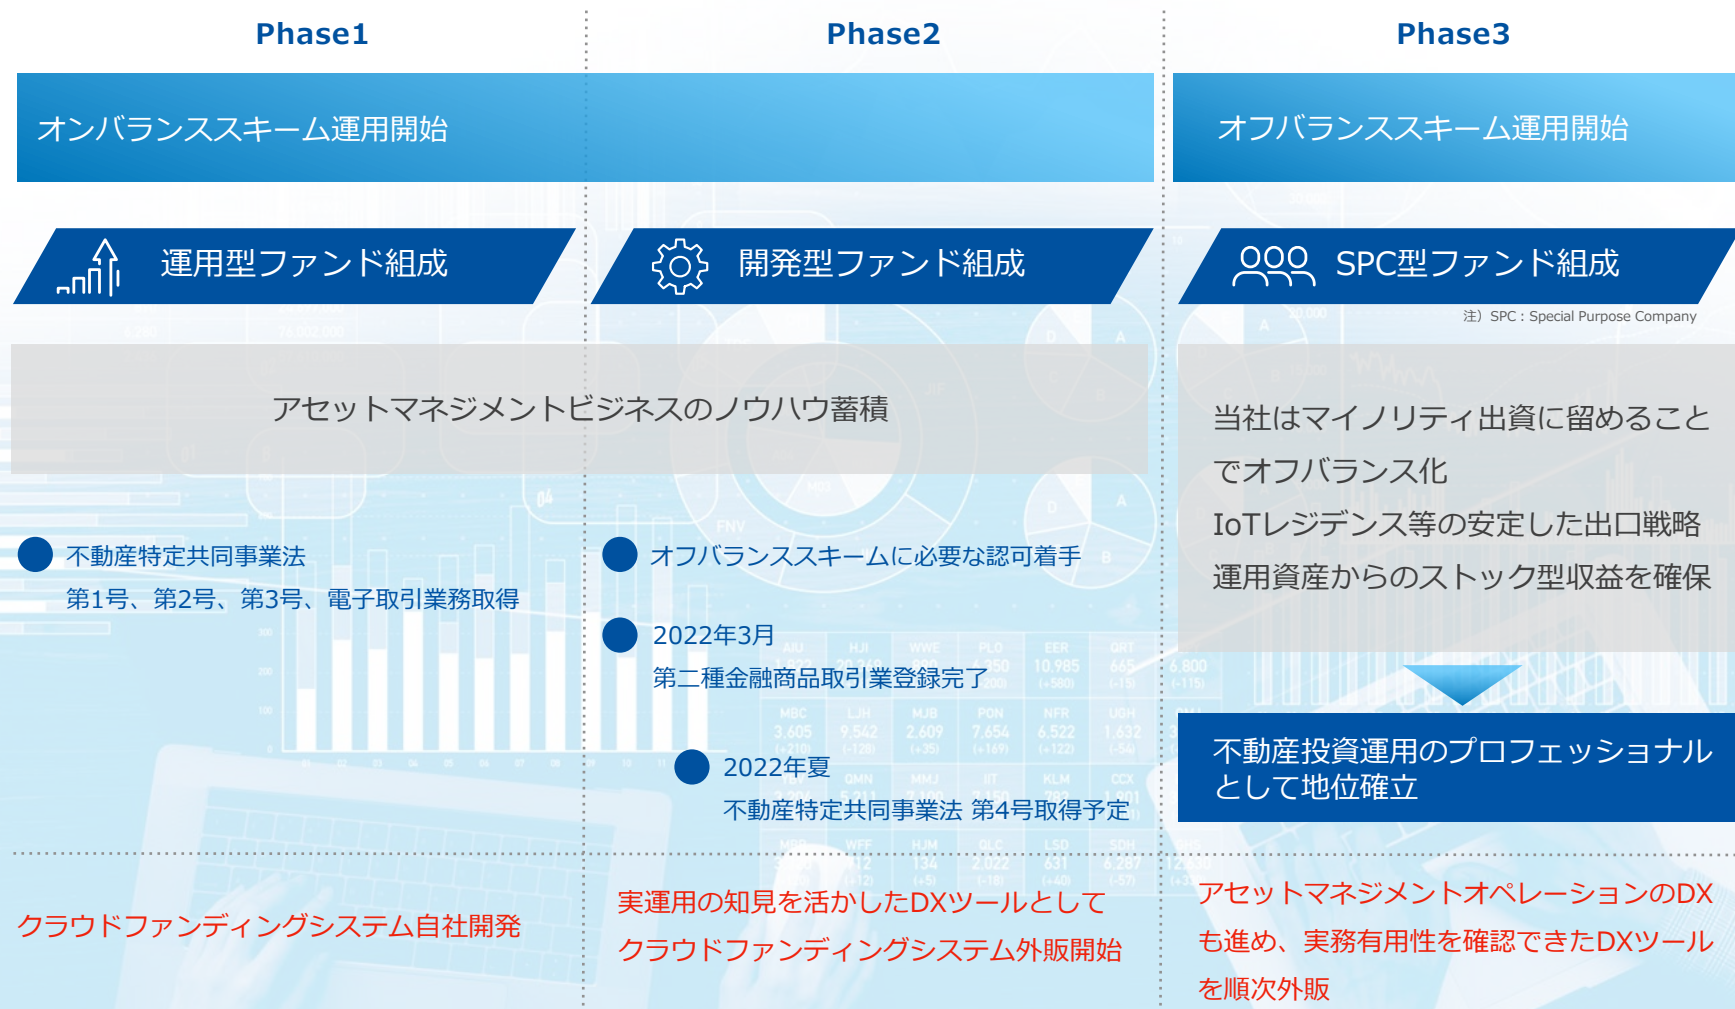 Phase1
Phase2
Phase3
オンバランススキーム運用開始
オフバランススキーム運用開始
運用型ファンド組成
開発型ファンド組成
SPC型ファンド組成
注）SPC：Special Purpose Company
アセットマネジメントビジネスのノウハウ蓄積
当社はマイノリティ出資に留めること
でオフバランス化
IoTレジデンス等の安定した出口戦略
運用資産からのストック型収益を確保
不動産特定共同事業法
第1号、第2号、第3号、電子取引業務取得
オフバランススキームに必要な認可着手
2022年3月
第二種金融商品取引業登録完了
2022年夏
不動産特定共同事業法 第4号取得予定
不動産投資運用のプロフェッショナル
として地位確立
クラウドファンディングシステム自社開発
実運用の知見を活かしたDXツールとして
クラウドファンディングシステム外販開始
アセットマネジメントオペレーションのDX
も進め、実務有用性を確認できたDXツール
を順次外販